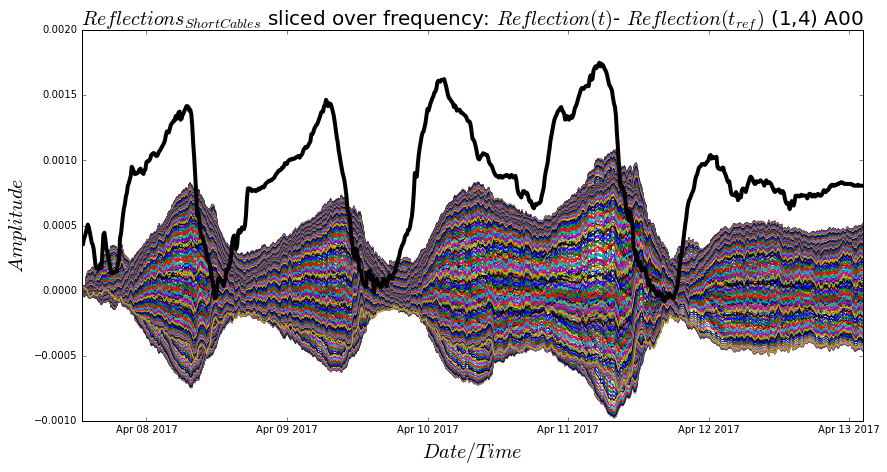 Reflections_ShortCables sliced over frequency: Reflection(t)- Reflection(t_ref) (1,4) A00
0.0020
0.0015
0.0010
0.0005
0.0000
−0.0005
−0.0010
Amplitude
Apr 08 2017
Apr 09 2017
Apr 10 2017
Apr 11 2017
Apr 12 2017
Apr 13 2017
Date/Time